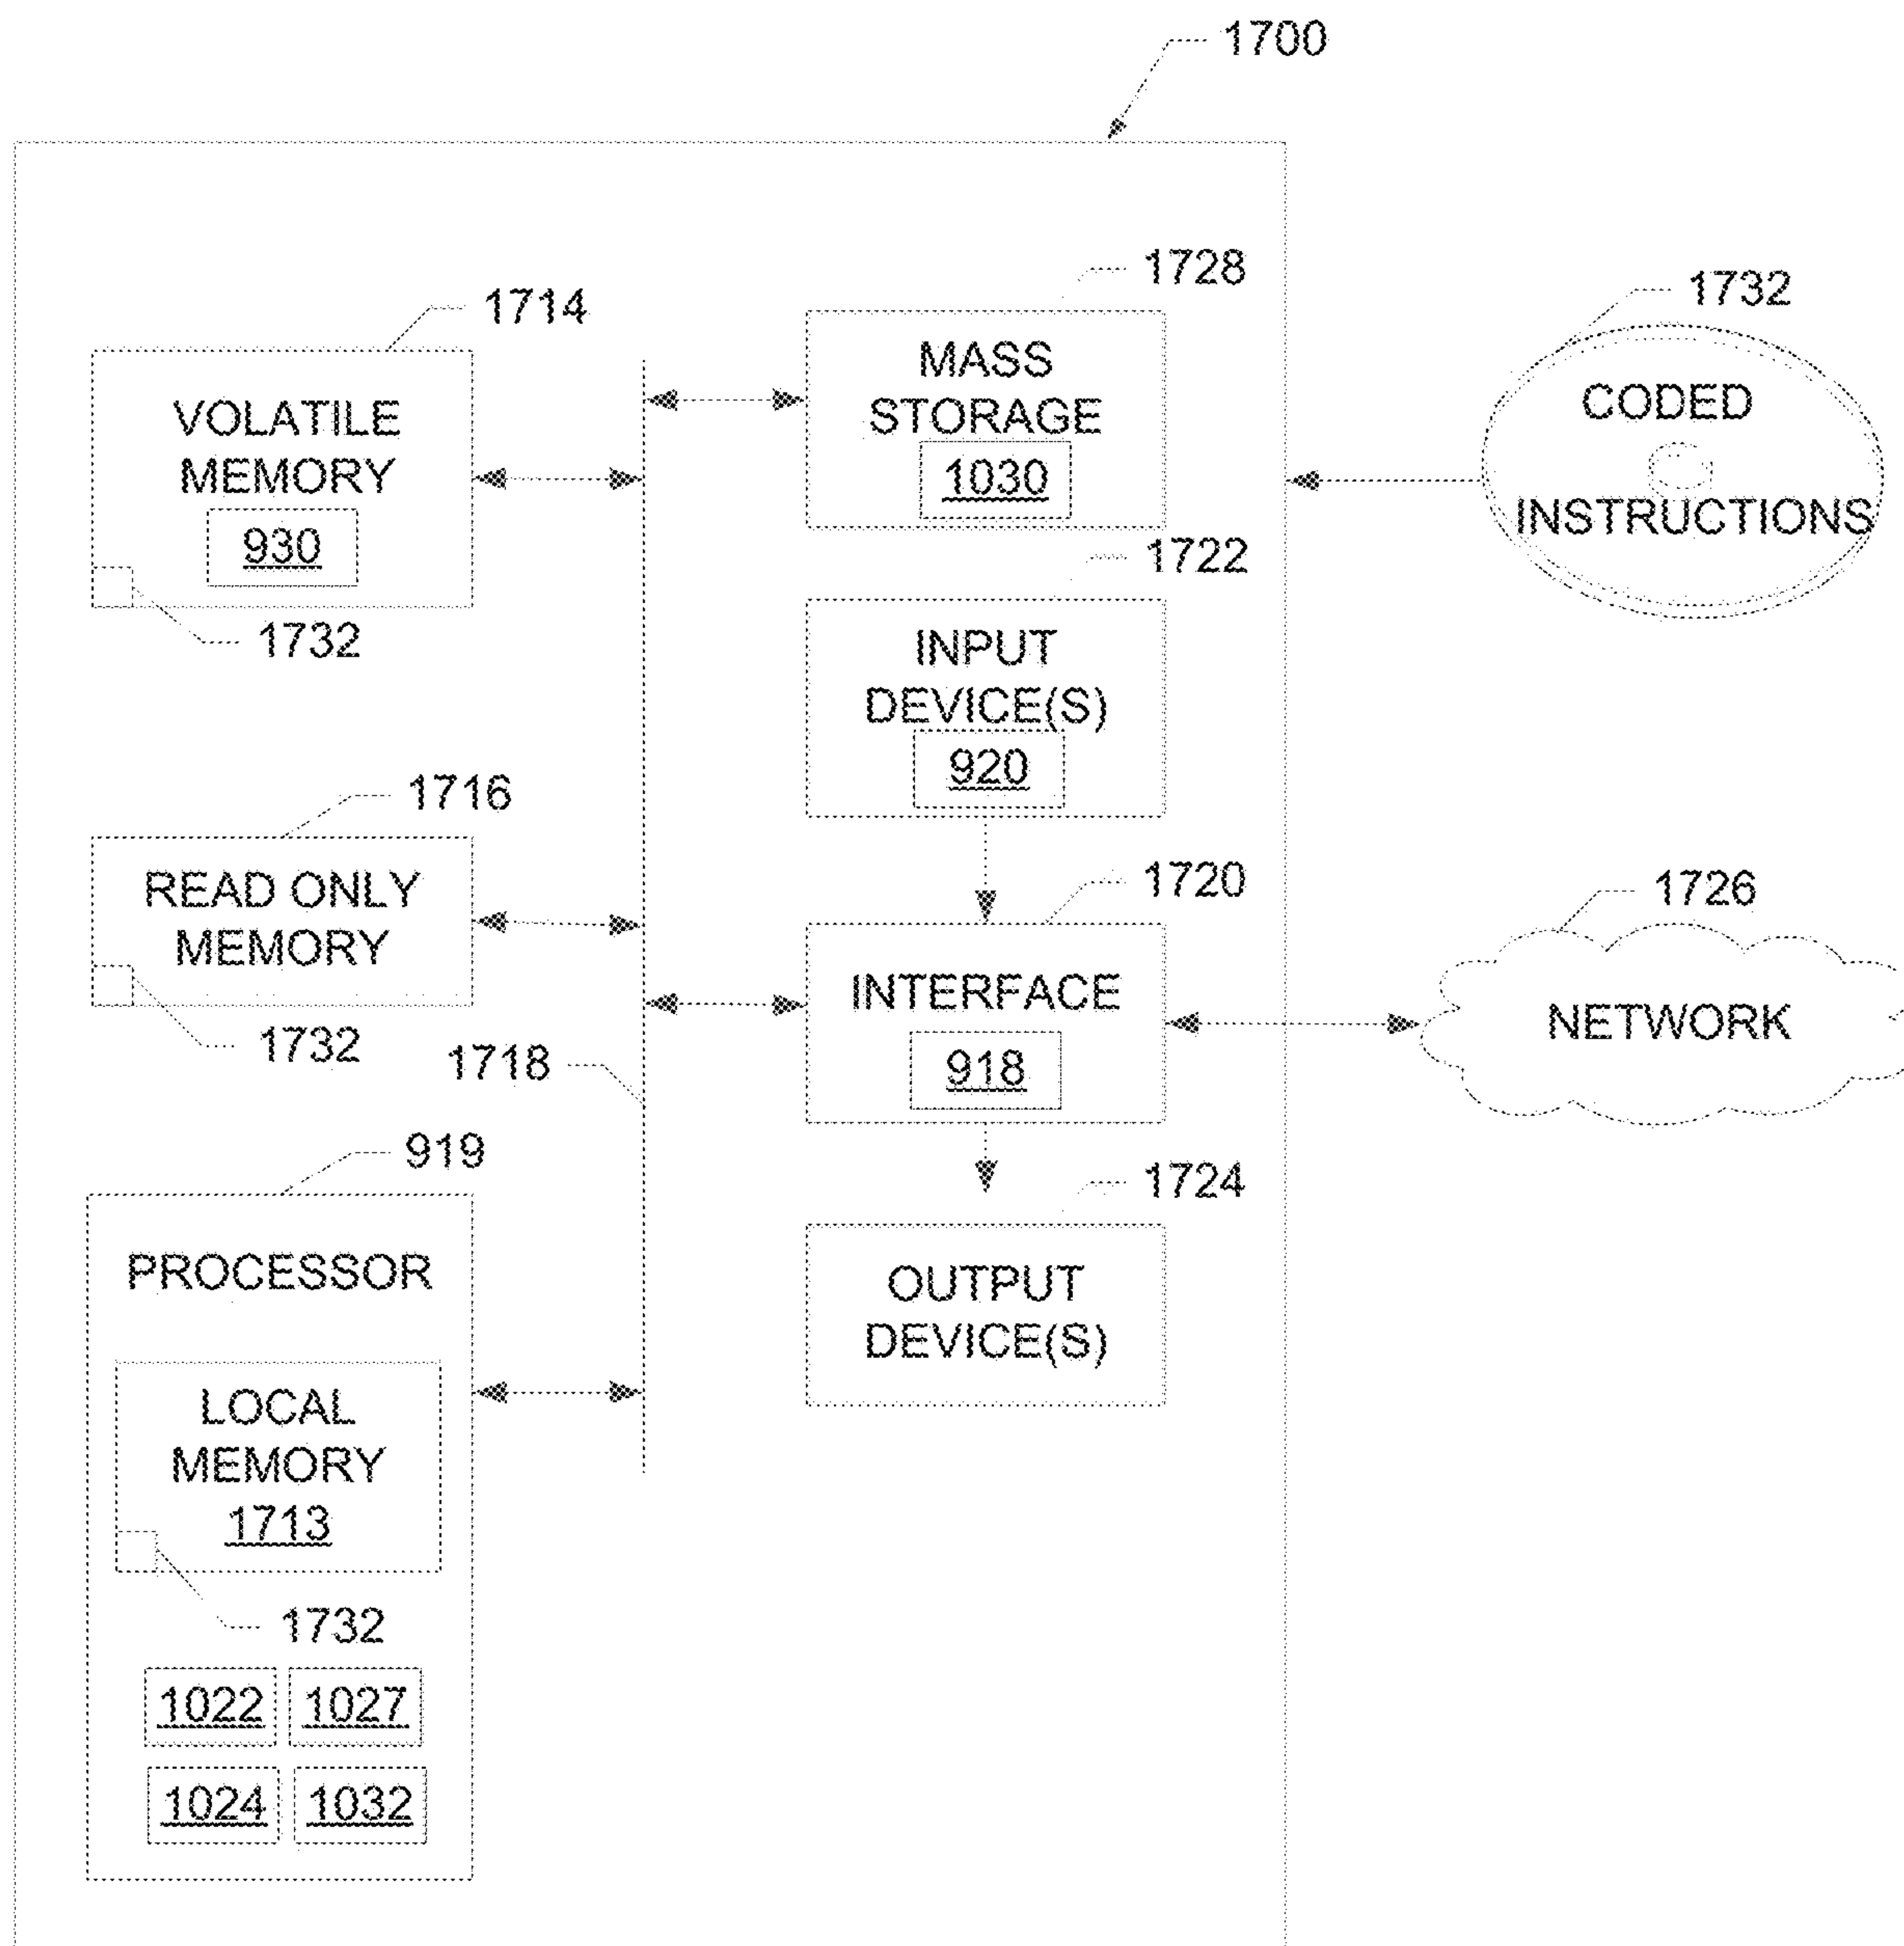 1700
1714
VOLATILE
MEMORY
930
1732
1716
READ ONLY
MEMORY
1732
1718
919
PROCESSOR
LOCAL
MEMORY
1713
1732
1022
1027
1024
1032
1728
MASS
STORAGE
1030
1722
INPUT
DEVICE(S)
920
1720
INTERFACE
918
1724
OUTPUT
DEVICE(S)
1732
CODED
INSTRUCTIONS
1726
NETWORK